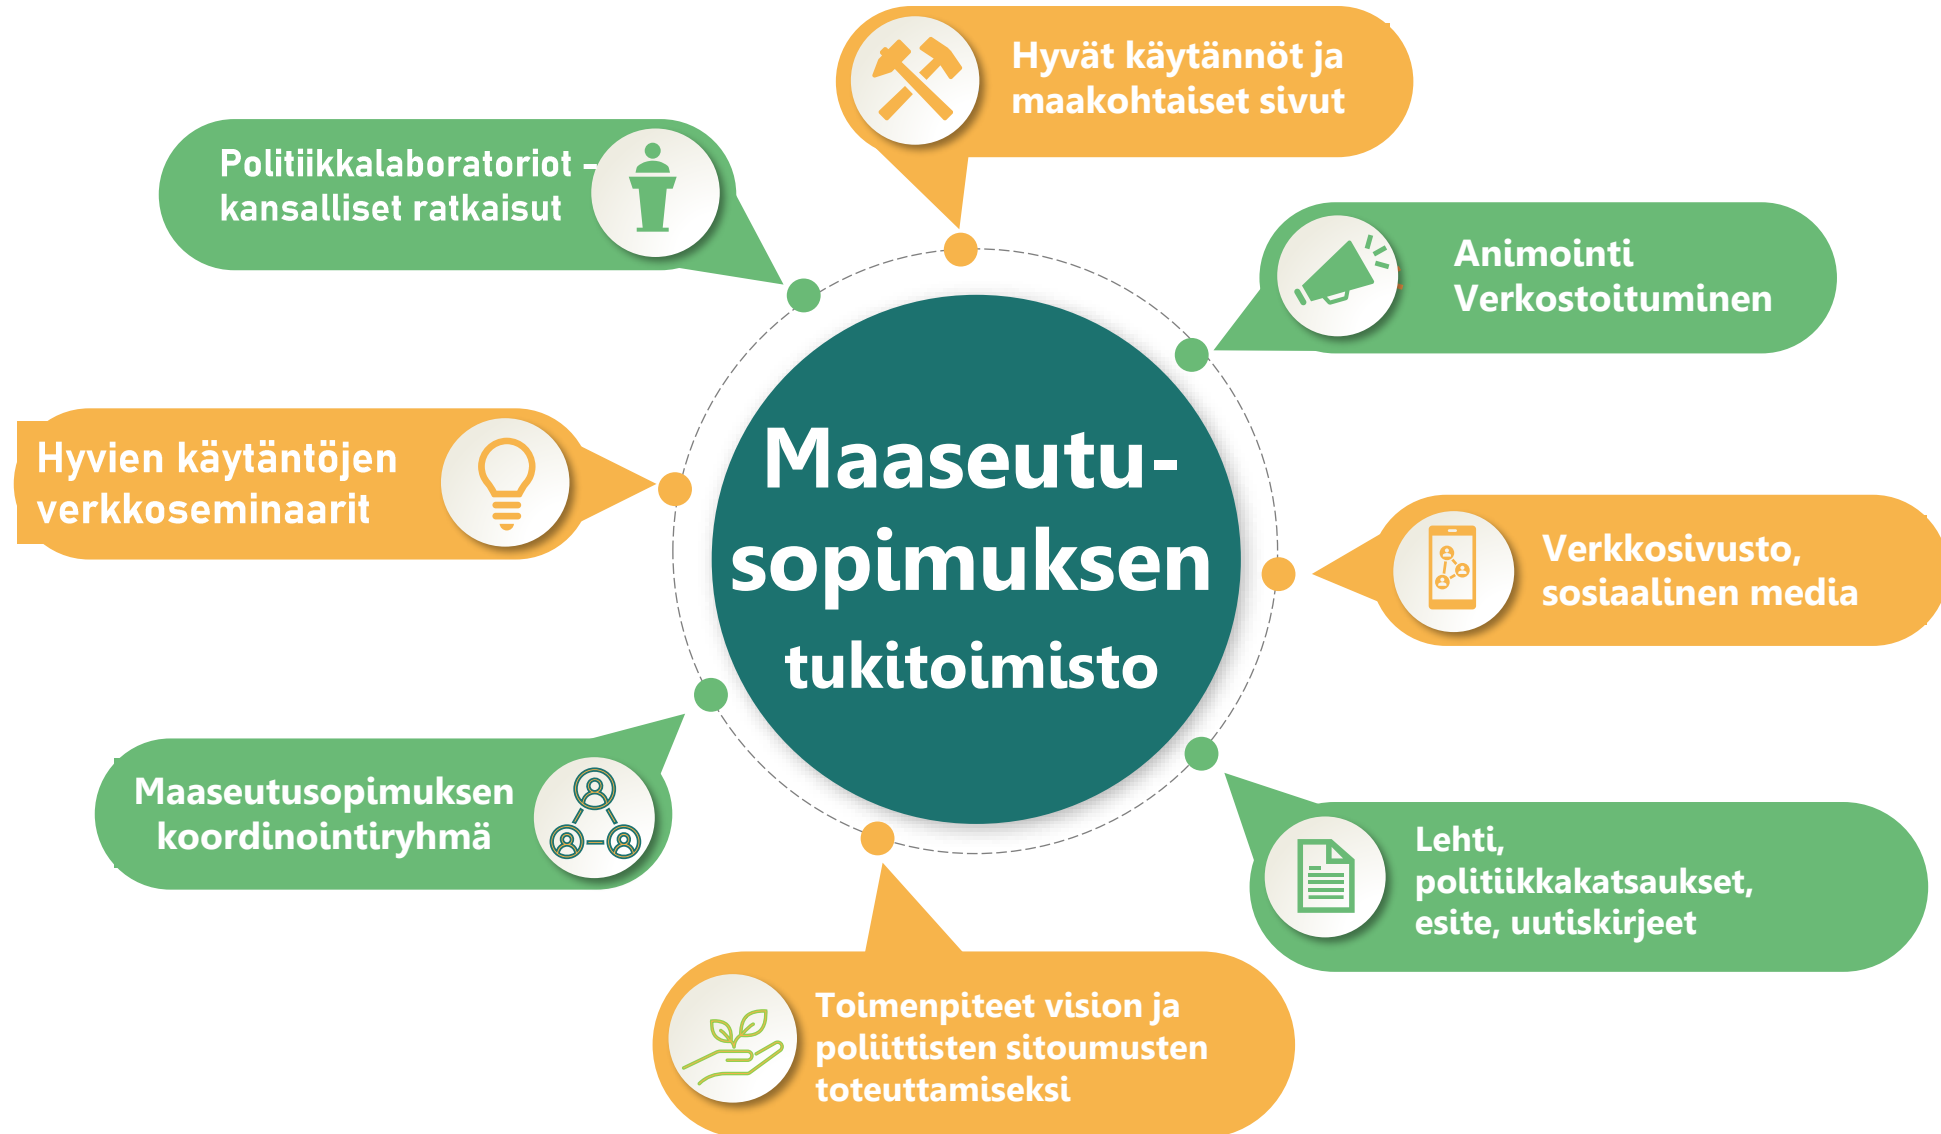 Hyvät käytännöt ja
maakohtaiset sivut
Politiikkalaboratoriot -
kansalliset ratkaisut
Animointi
Verkostoituminen
Hyvien käytäntöjen
verkkoseminaarit
Maaseutu-
sopimuksen
tukitoimisto
Verkkosivusto,
sosiaalinen media
Maaseutusopimuksen
koordinointiryhmä
Lehti,
politiikkakatsaukset,
esite, uutiskirjeet
Toimenpiteet vision ja
poliittisten sitoumusten
toteuttamiseksi